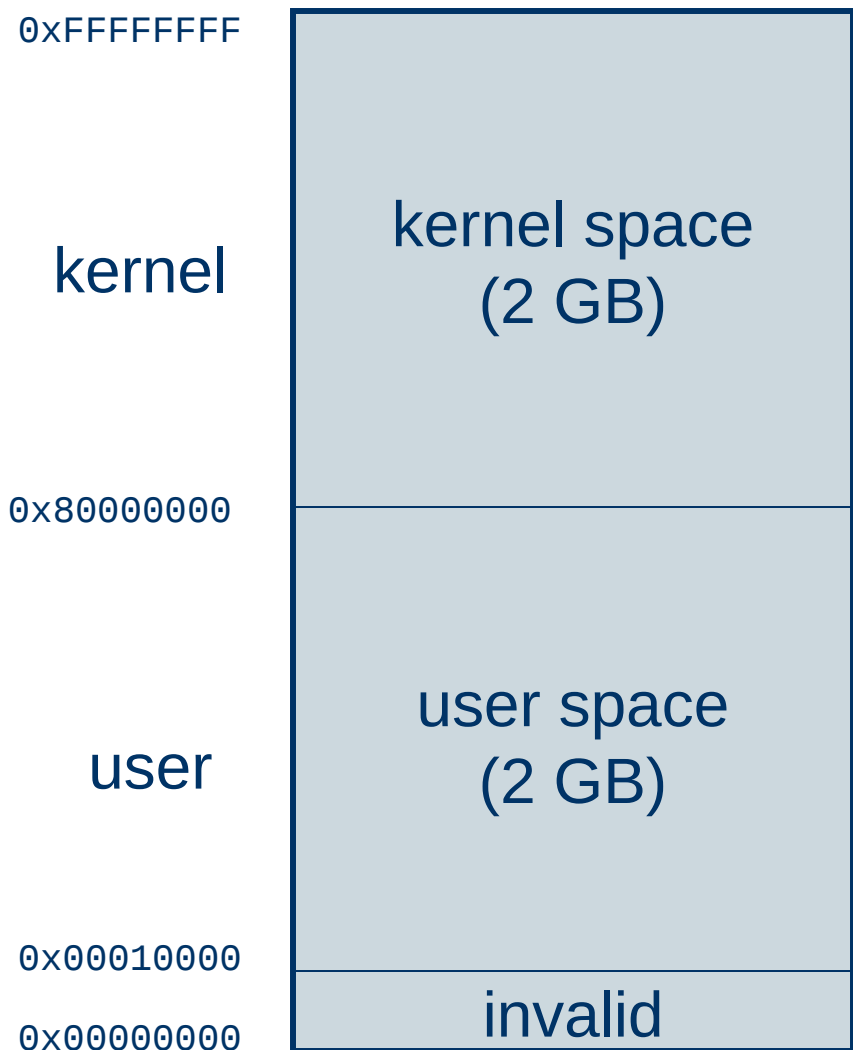 0xFFFFFFFF
kernel
kernel space
(2 GB)
0x80000000
user
user space
(2 GB)
0x00010000
invalid
0x00000000